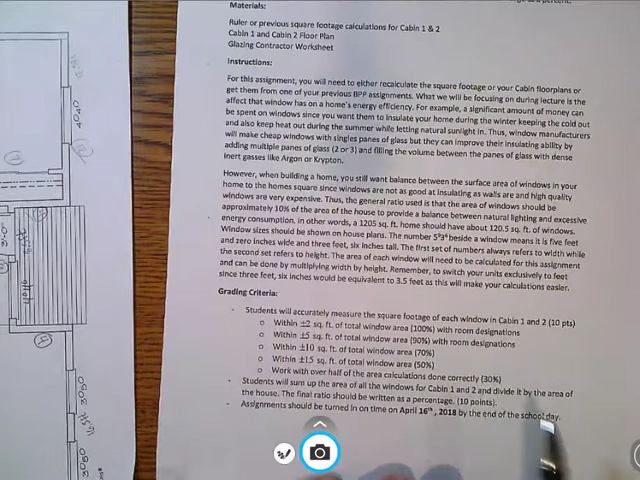 Materials:
Ruler or previous square footage calculations for Cabin 1 & 2
Cabin 1 and Cabin 2 Floor Plan
Glazing Contractor Worksheet
Instructions:
For this assignment, you will need to either recalculate the square footage or your Cabin floorplans or
get them from one of your previous BPP assignments. What we will be focusing on during lecture is the
affect that window has on a home's energy efficiency. For example, a significant amount of money can
be spent on windows since you want them to insulate your home during the winter keeping the cold out
and also keep heat out during the summer while letting natural sunlight in. Thus, window manufacturers
will make cheap windows with singles panes of glass but they can improve their insulating ability by
adding multiple panes of glass (2 or 3) and filling the volume between the panes of glass with dense
inert gasses like Argon or Krypton.
However, when building a home, you still want balance between the surface area of windows in your
home to the homes square since windows are not as good at insulating as walls are and high quality
windows are very expensive. Thus, the general ratio used is that the area of windows should be
approximately 10% of the area of the house to provide a balance between natural lighting and excessive
energy consumption. In other words, a 1205 sq. ft. home should have about 120.5 sq. ft. of windows.
Window sizes should be shown on house plans. The number 5⁰3⁶ beside a window means it is five feet
and zero inches wide and three feet, six inches tall. The first set of numbers always refers to width while
the second set refers to height. The area of each window will need to be calculated for this assignment
and can be done by multiplying width by height. Remember, to switch your units exclusively to feet
since three feet, six inches would be equivalent to 3.5 feet as this will make your calculations easier.
Grading Criteria:
- Students will accurately measure the square footage of each window in Cabin 1 and 2 (10 pts)
o Within ±2 sq. ft. of total window area (100%) with room designations
o Within ±5 sq. ft. of total window area (90%) with room designations
o Within ±10 sq. ft. of total window area (70%)
o Within ±15 sq. ft. of total window area (50%)
o Work with over half of the area calculations done correctly (30%)
- Students will sum up the area of all the windows for Cabin 1 and 2 and divide it by the area of
the house. The final ratio should be written as a percentage. (10 points).
- Assignments should be turned in on time on April 16th, 2018 by the end of the school day.
4040
3050
3050